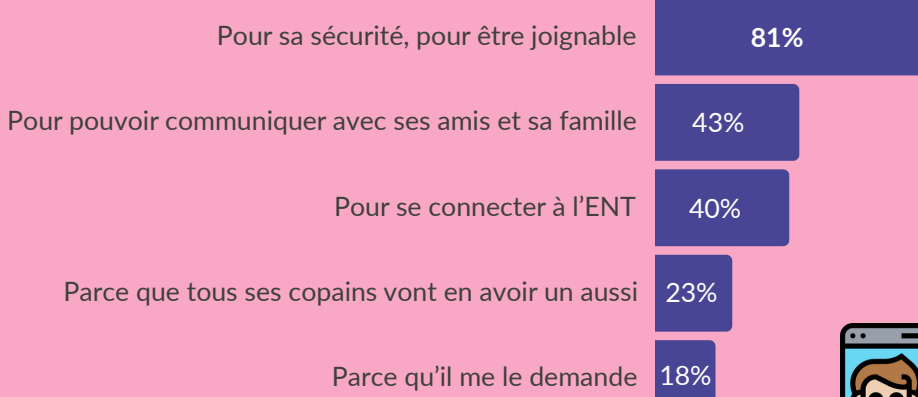 Pour sa sécurité, pour être joignable 81%
Pour pouvoir communiquer avec ses amis et sa famille 43%
Pour se connecter à l’ENT 40%
Parce que tous ses copains vont en avoir un aussi 23%
Parce qu’il me le demande 18%